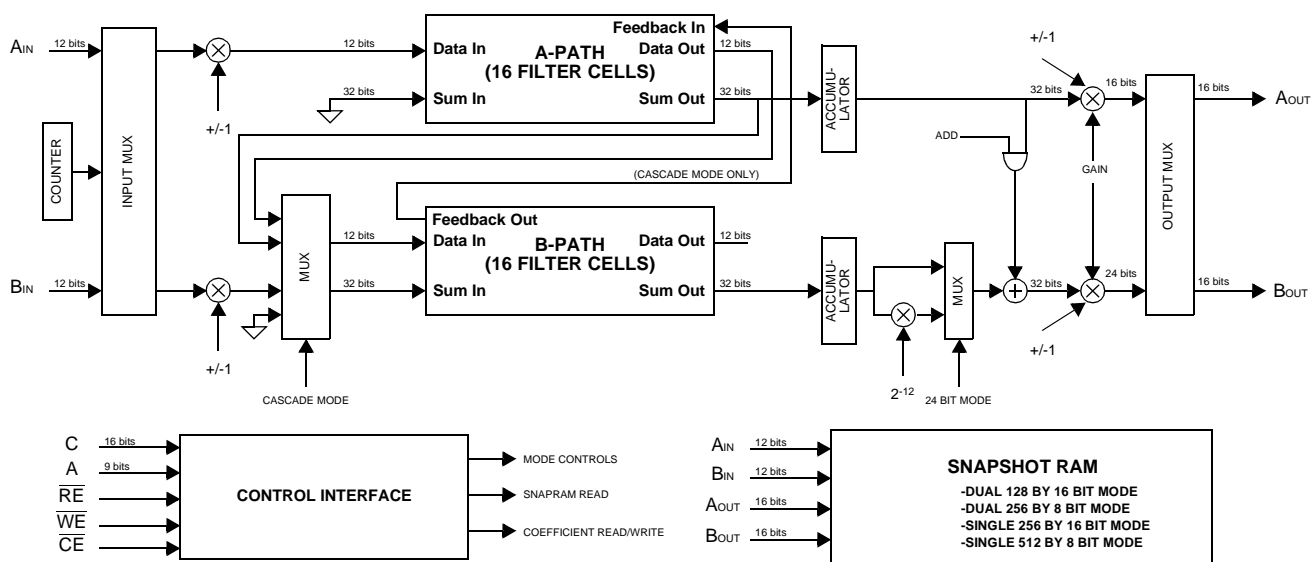 AIN
12 bits
COUNTER
INPUT MUX
BIN
12 bits
+/-1
+/-1
12 bits
32 bits
Feedback In
Data In
A-PATH
Data Out
(16 FILTER CELLS)
Sum In
Sum Out
12 bits
32 bits
(CASCADE MODE ONLY)
MUX
CASCADE MODE
12 bits
32 bits
Feedback Out
Data In
B-PATH
Data Out
(16 FILTER CELLS)
Sum In
Sum Out
12 bits
32 bits
ACCUMU-
LATOR
ACCUMU-
LATOR
2-12
MUX
24 BIT MODE
ADD
+/-1
32 bits
16 bits
GAIN
32 bits
24 bits
+/-1
OUTPUT MUX
16 bits
AOUT
16 bits
BOUT
C
16 bits
A
9 bits
RE
WE
CE
CONTROL INTERFACE
MODE CONTROLS
SNAPRAM READ
COEFFICIENT READ/WRITE
AIN
12 bits
BIN
12 bits
AOUT
16 bits
BOUT
16 bits
SNAPSHOT RAM
-DUAL 128 BY 16 BIT MODE
-DUAL 256 BY 8 BIT MODE
-SINGLE 256 BY 16 BIT MODE
-SINGLE 512 BY 8 BIT MODE